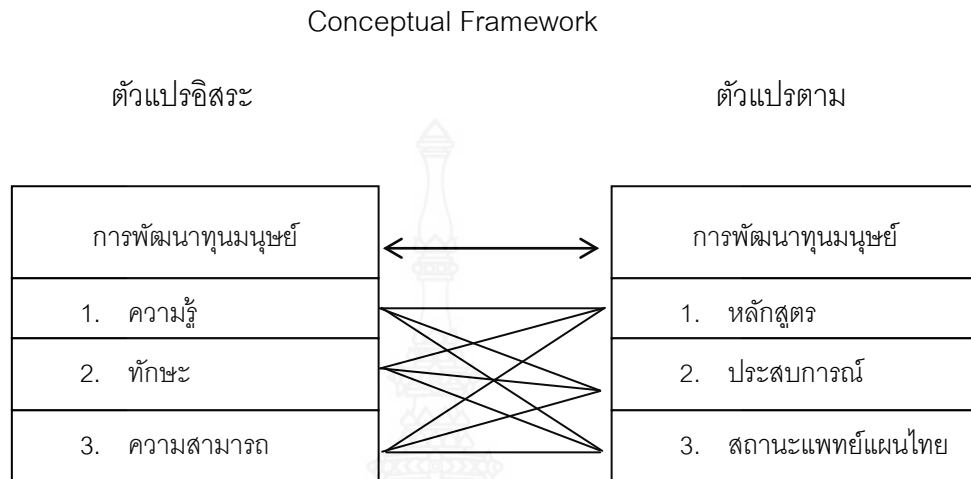 Conceptual Framework
ตัวแปรอิสระ
ตัวแปรตาม
การพัฒนาทุนมนุษย์
การพัฒนาทุนมนุษย์
1. ความรู้
1. หลักสูตร
2. ทักษะ
2. ประสบการณ์
3. ความสามารถ
3. สถานะแพทย์แผนไทย